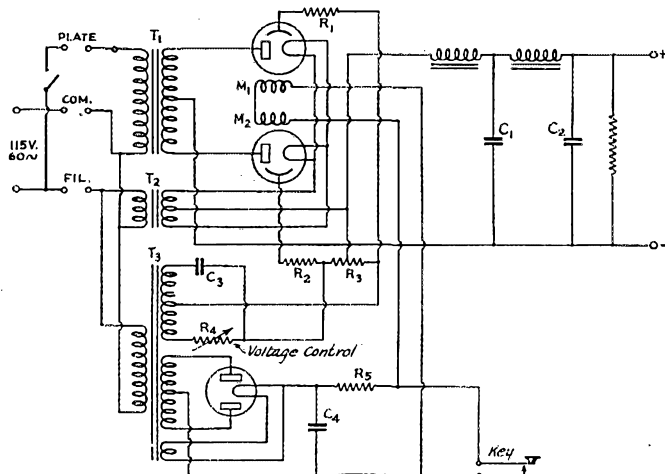 PLATE
T1
R1
+
M1
COM.
M2
C1
C2
115V.
60~
FIL.
T2
-
T3
C3
R2
R3
R4
Voltage Control
R5
C4
Key